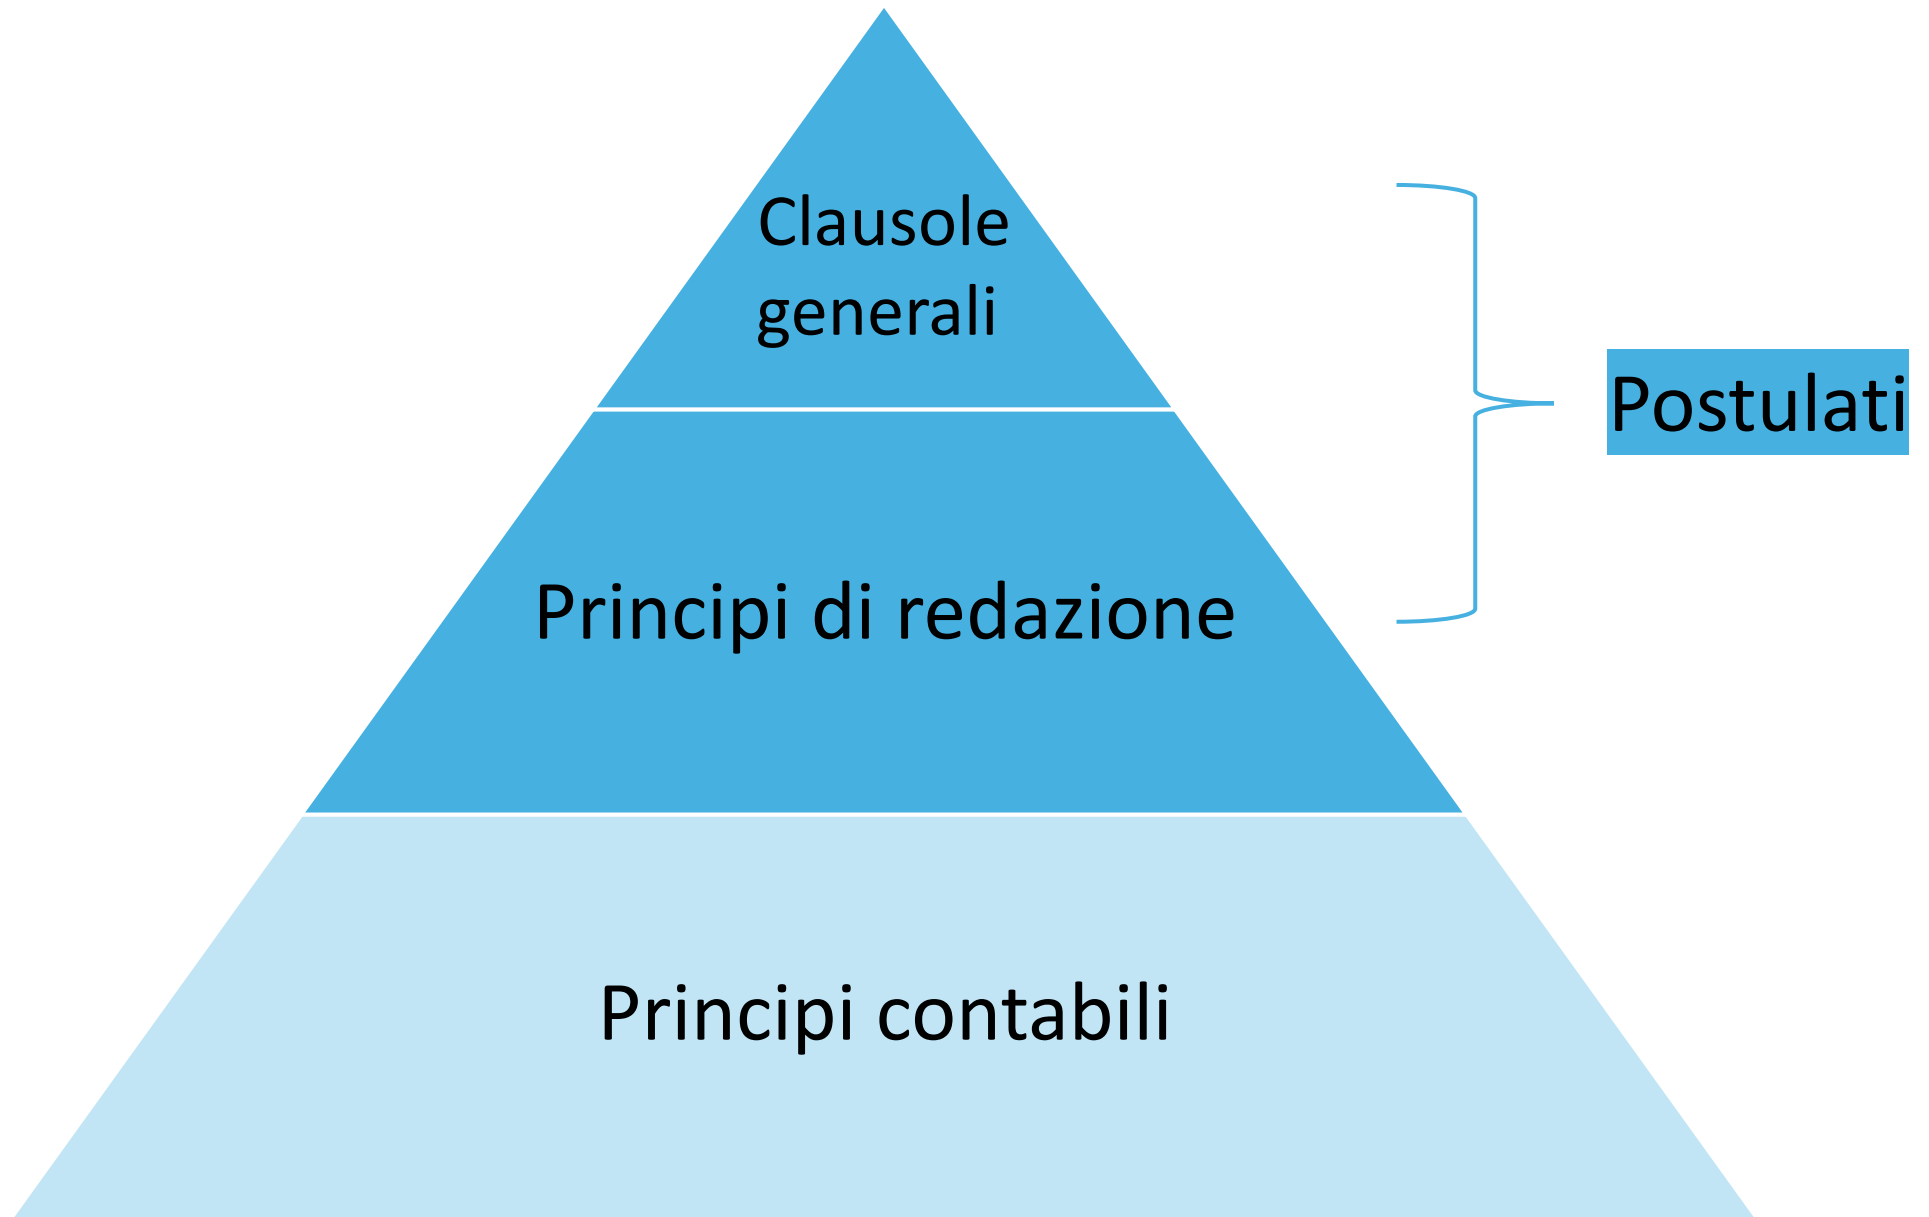 Clausole
generali
Postulati
Principi di redazione
Principi contabili